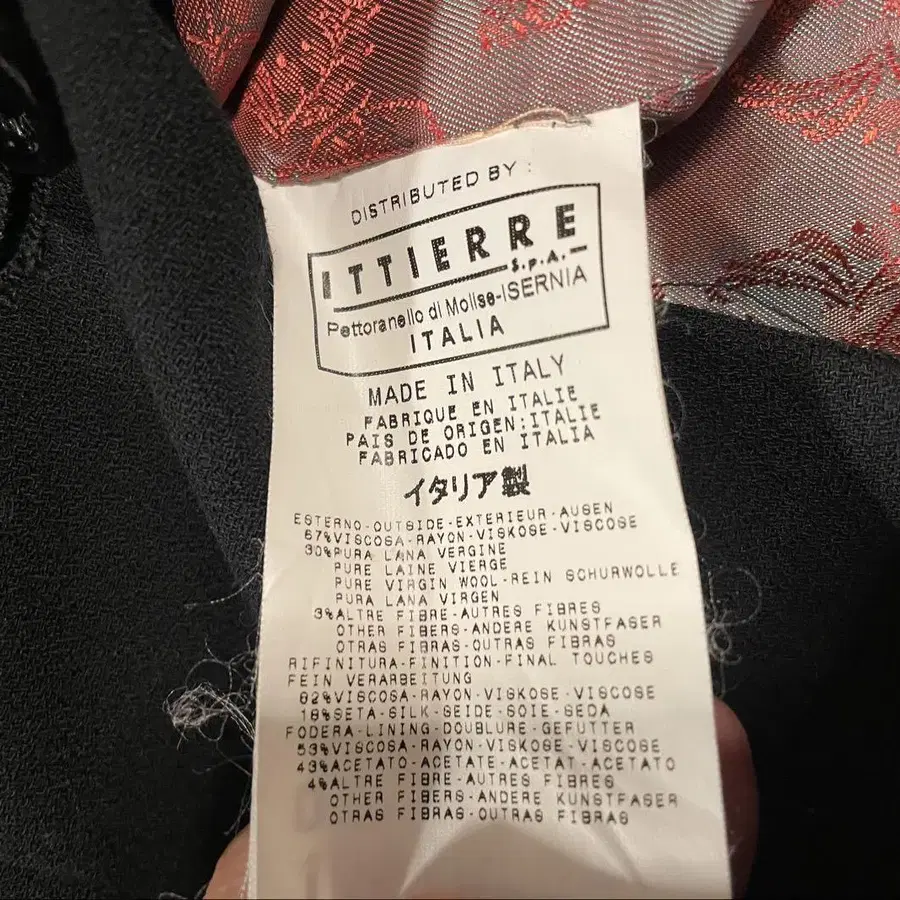 DISTRIBUTED BY :
ITTIERRE
S.p.A.
Pettoranello di Molise-ISERNIA
ITALIA
MADE IN ITALY
FABRIQUE EN ITALIE
PAIS DE ORIGEN:ITALIE
FABRICADO EN ITALIA
イタリア製
ESTERNO-OUTSIDE-EXTERIEUR-AUSEN
67%VISCOSA-RAYON-VISKOSE-VISCOSE
30%PURA LANA VERGINE
PURE LAINE VIERGE
PURE VIRGIN WOOL-REIN SCHURWOLLE
PURA LANA VIRGEN
3%ALTRE FIBRE-AUTRES FIBRES
OTHER FIBERS-ANDERE KUNSTFASER
OTRAS FIBRAS-OUTRAS FIBRAS
RIFINITURA-FINITION-FINAL TOUCHES
FEIN VERARBEITUNG
82%VISCOSA-RAYON-VISKOSE-VISCOSE
18%SETA-SILK-SEIDE-SOIE-SEDA
FODERA-LINING-DOUBLURE-GEFUTTER
53%VISCOSA-RAYON-VISKOSE-VISCOSE
43%ACETATO-ACETATE-ACETAT-ACETATO
4%ALTRE FIBRE-AUTRES FIBRES
OTHER FIBERS-ANDERE KUNSTFASER
OTRAS FIBRAS-OUTRAS FIBRAS